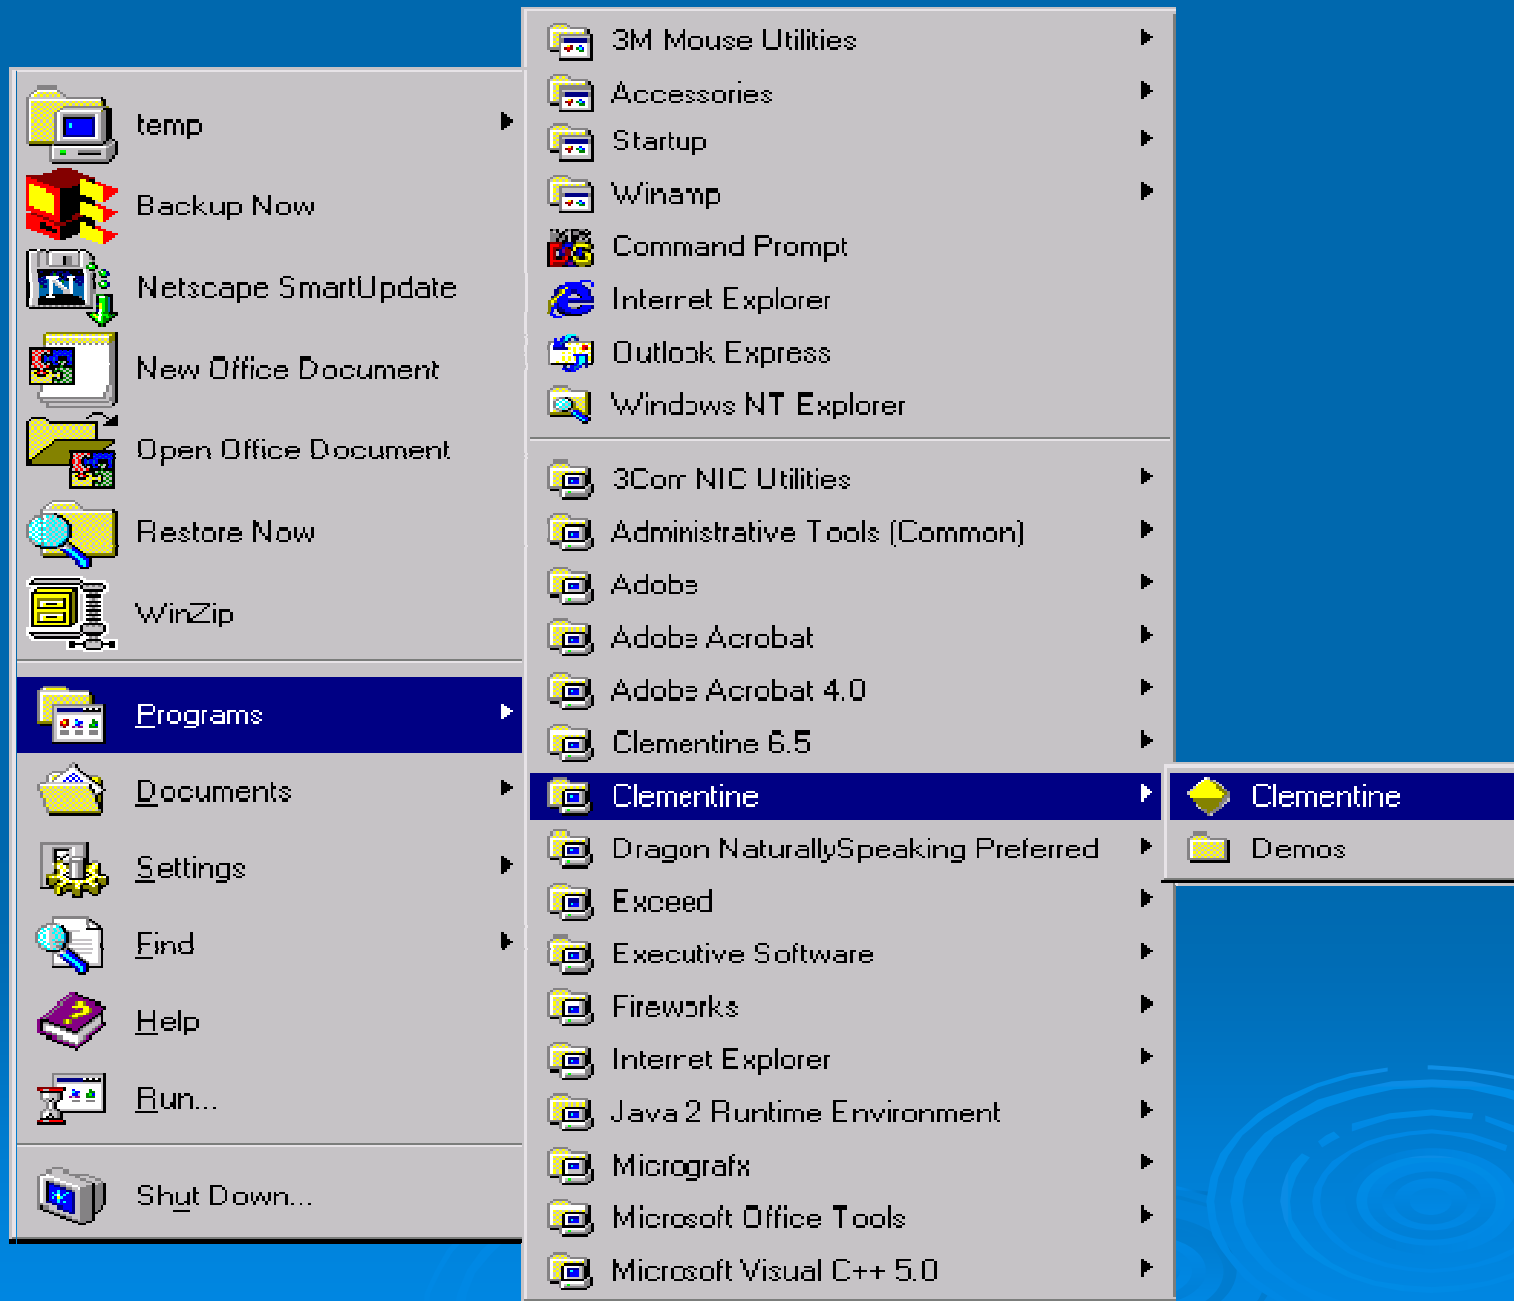 temp
Backup Now
Netscape SmartUpdate
New Office Document
Open Office Document
Restore Now
WinZip
Programs
Documents
Settings
Find
Help
Run...
Shut Down...
3M Mouse Utilities
Accessories
Startup
Winamp
Command Prompt
Internet Explorer
Outlook Express
Windows NT Explorer
3Com NIC Utilities
Administrative Tools (Common)
Adobe
Adobe Acrobat
Adobe Acrobat 4.0
Clementine 6.5
Clementine
Dragon NaturallySpeaking Preferred
Exceed
Executive Software
Fireworks
Internet Explorer
Java 2 Runtime Environment
Micrografx
Microsoft Office Tools
Microsoft Visual C++ 5.0
Clementine
Demos